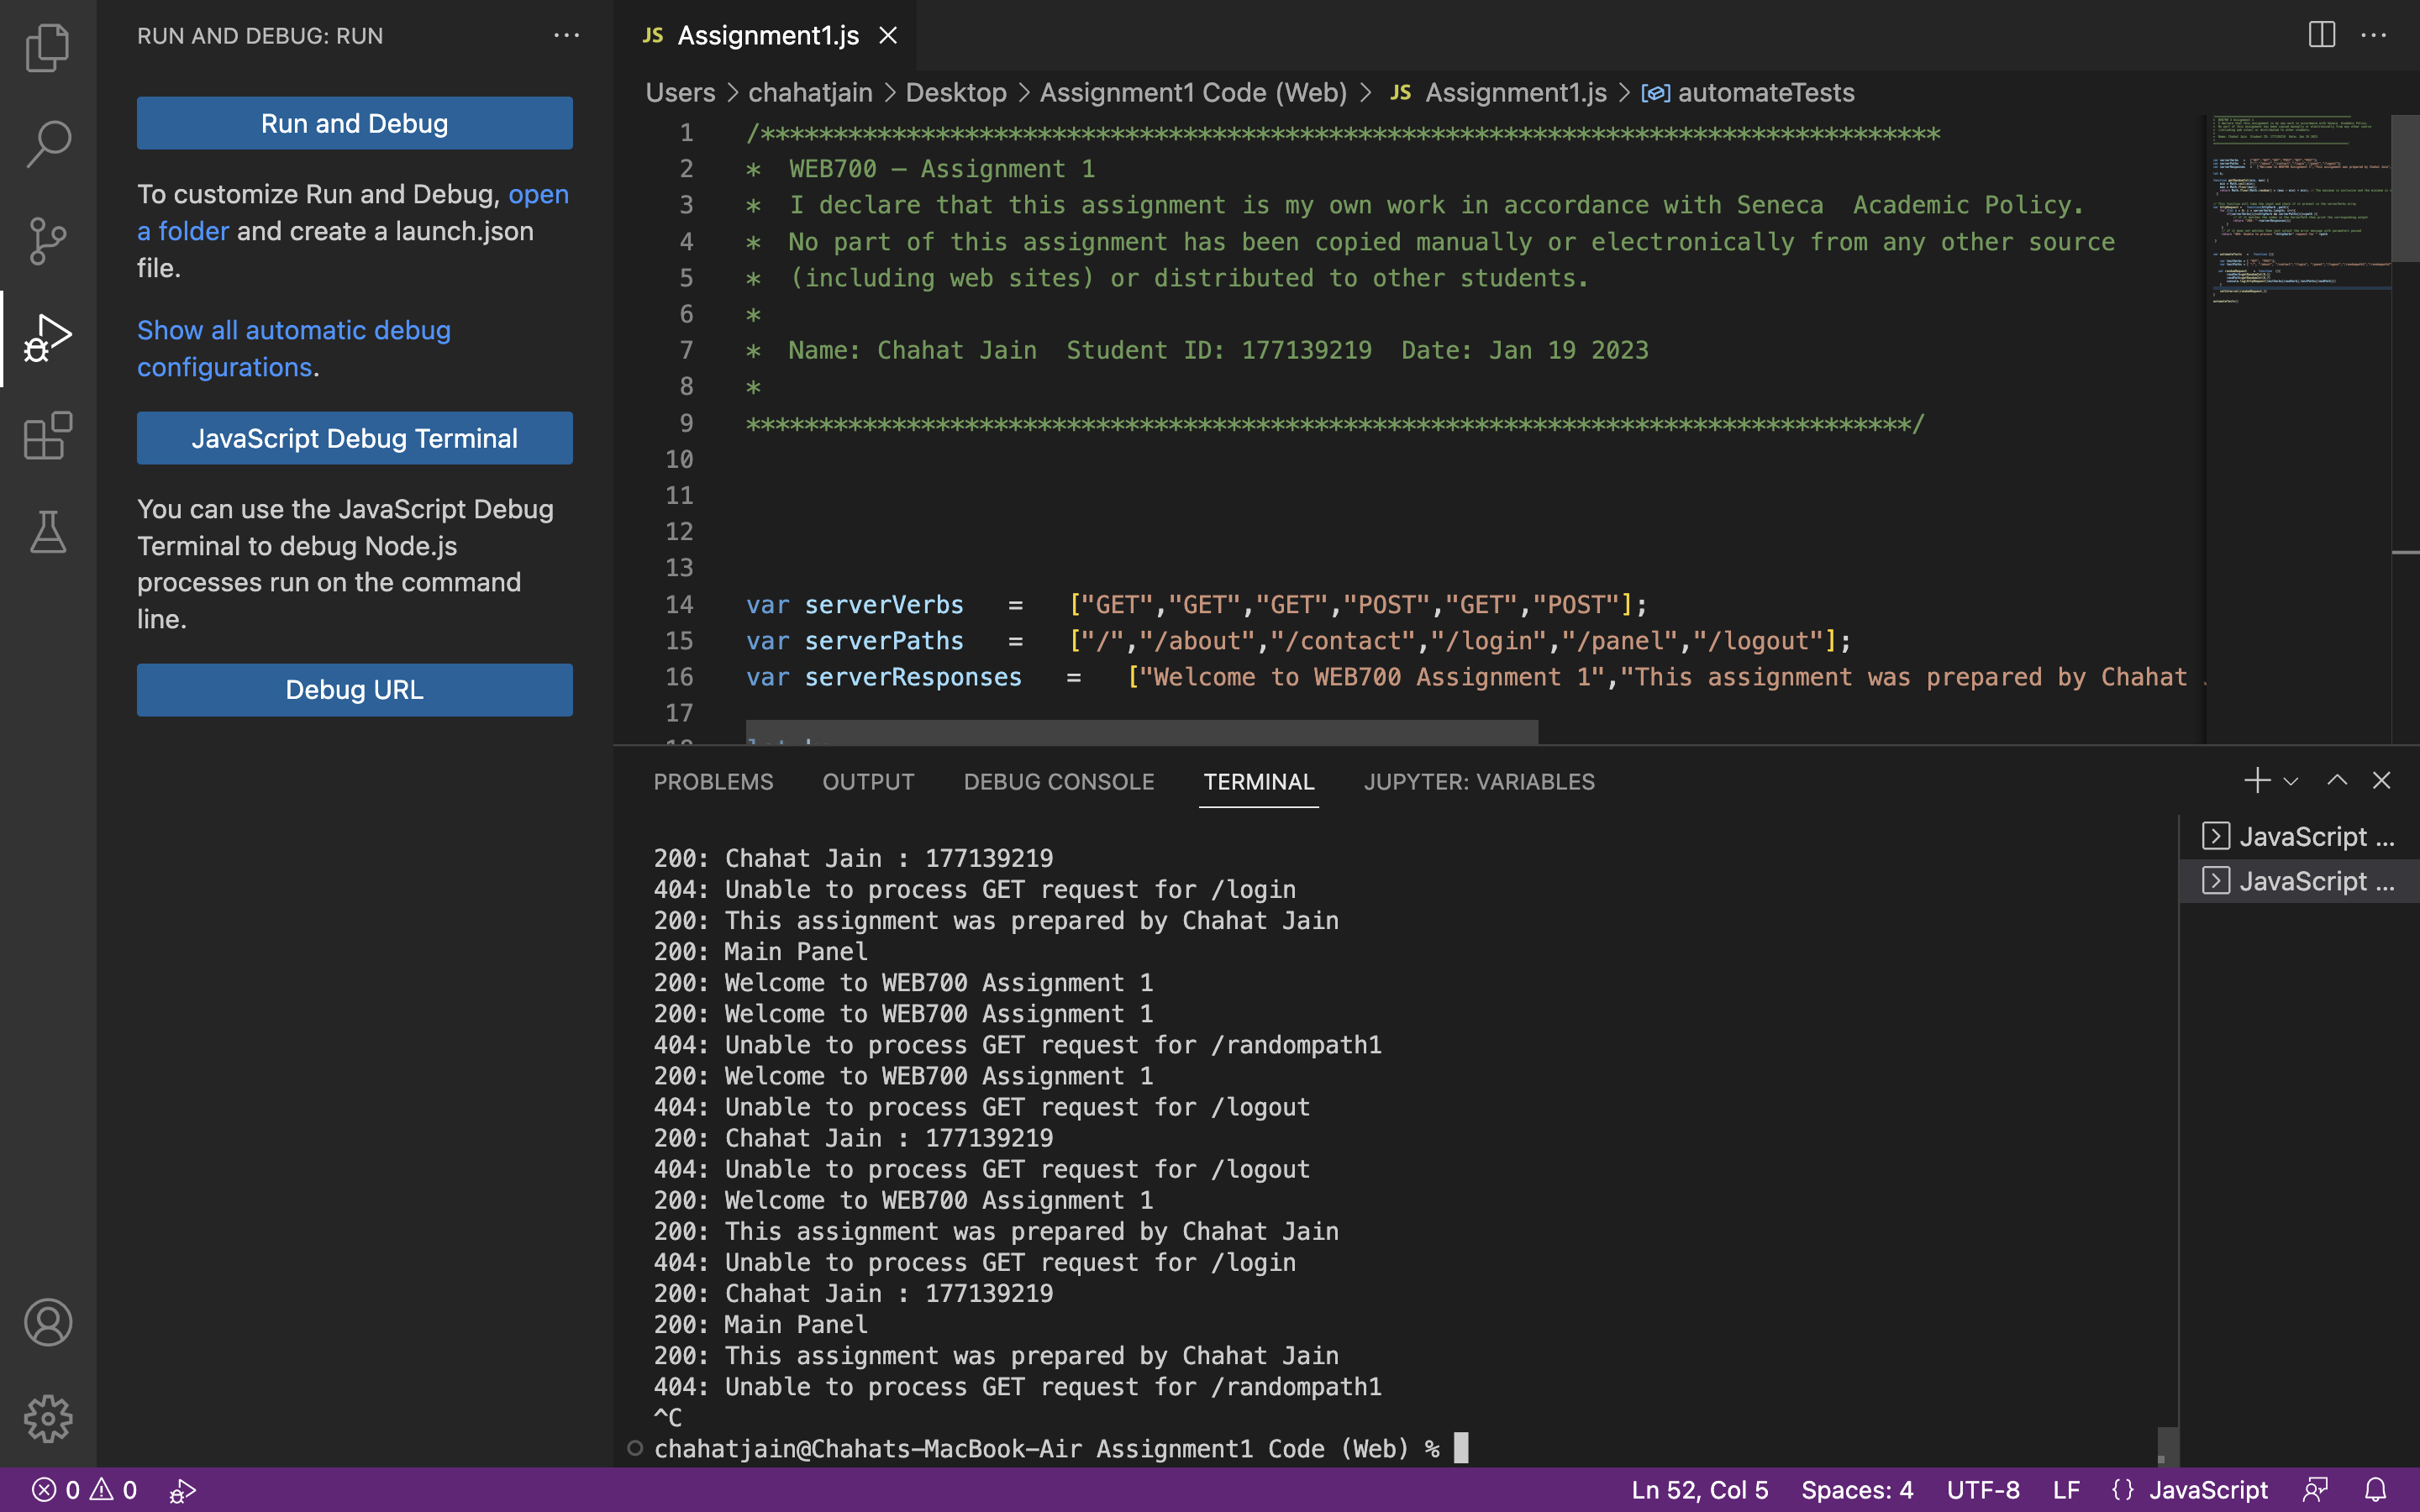 RUN AND DEBUG: RUN
Run and Debug
To customize Run and Debug, open
a folder and create a launch.json
file.
Show all automatic debug
configurations.
JavaScript Debug Terminal
You can use the JavaScript Debug
Terminal to debug Node.js
processes run on the command
line.
Debug URL
JS Assignment1.js
Users > chahatjain > Desktop > Assignment1 Code (Web) > JS Assignment1.js > automateTests
1 /*********************************************************************************
2 *  WEB700 – Assignment 1
3 *  I declare that this assignment is my own work in accordance with Seneca  Academic Policy.
4 *  No part of this assignment has been copied manually or electronically from any other source
5 *  (including web sites) or distributed to other students.
6 *
7 *  Name: Chahat Jain  Student ID: 177139219  Date: Jan 19 2023
8 *
9 ********************************************************************************/
10
11
12
13
14 var serverVerbs   =   ["GET","GET","GET","POST","GET","POST"];
15 var serverPaths   =   ["/","/about","/contact","/login","/panel","/logout"];
16 var serverResponses   =   ["Welcome to WEB700 Assignment 1","This assignment was prepared by Chahat
17
PROBLEMS OUTPUT DEBUG CONSOLE TERMINAL JUPYTER: VARIABLES
JavaScript ...
JavaScript ...
200: Chahat Jain : 177139219
404: Unable to process GET request for /login
200: This assignment was prepared by Chahat Jain
200: Main Panel
200: Welcome to WEB700 Assignment 1
200: Welcome to WEB700 Assignment 1
404: Unable to process GET request for /randompath1
200: Welcome to WEB700 Assignment 1
404: Unable to process GET request for /logout
200: Chahat Jain : 177139219
404: Unable to process GET request for /logout
200: Welcome to WEB700 Assignment 1
200: This assignment was prepared by Chahat Jain
404: Unable to process GET request for /login
200: Chahat Jain : 177139219
200: Main Panel
200: This assignment was prepared by Chahat Jain
404: Unable to process GET request for /randompath1
^C
chahatjain@Chahats-MacBook-Air Assignment1 Code (Web) %
0 0 Ln 52, Col 5 Spaces: 4 UTF-8 LF {} JavaScript